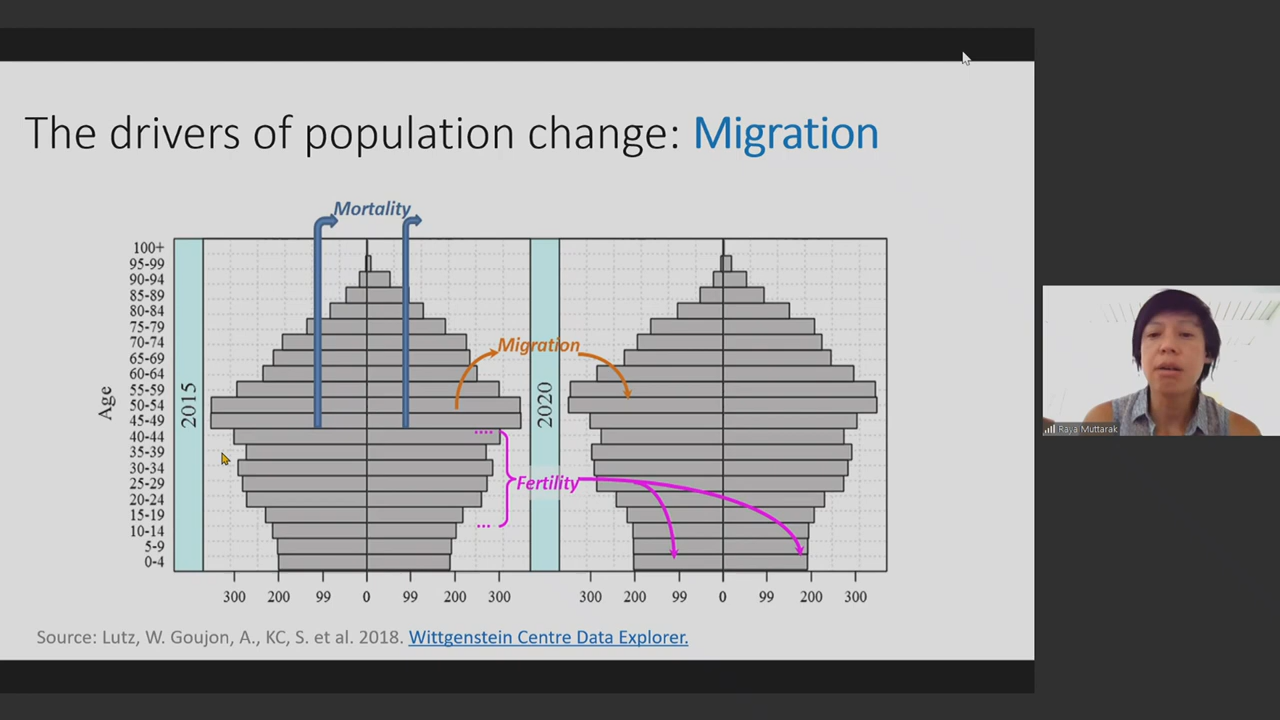 The drivers of population change: Migration
Mortality
100+
95-99
90-94
85-89
80-84
75-79
70-74
65-69
60-64
55-59
50-54
45-49
40-44
35-39
30-34
25-29
20-24
15-19
10-14
5-9
0-4
Age
2015
Migration
2020
Fertility
300 200 99 0 99 200 300
300 200 99 0 99 200 300
Source: Lutz, W. Goujon, A., KC, S. et al. 2018. Wittgenstein Centre Data Explorer.
Raya Muttarak